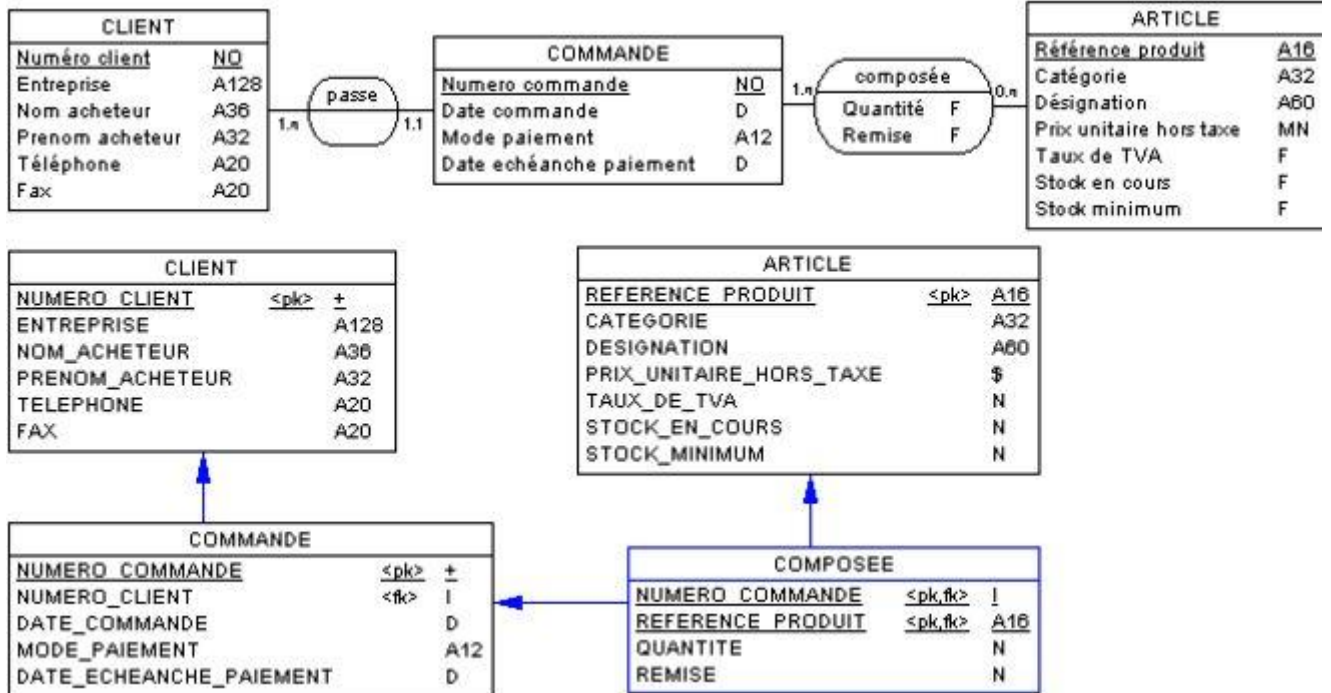 CLIENT
Numéro client NO
Entreprise A128
Nom acheteur A36
Prenom acheteur A32
Téléphone A20
Fax A20
1.n
passe
1.1
COMMANDE
Numero commande NO
Date commande D
Mode paiement A12
Date echéanche paiement D
1.n
composée
Quantité F
Remise F
0.n
ARTICLE
Référence produit A16
Catégorie A32
Désignation A60
Prix unitaire hors taxe MN
Taux de TVA F
Stock en cours F
Stock minimum F
CLIENT
NUMERO_CLIENT <pk> +
ENTREPRISE A128
NOM_ACHETEUR A36
PRENOM_ACHETEUR A32
TELEPHONE A20
FAX A20
ARTICLE
REFERENCE_PRODUIT <pk> A16
CATEGORIE A32
DESIGNATION A60
PRIX_UNITAIRE_HORS_TAXE $
TAUX_DE_TVA N
STOCK_EN_COURS N
STOCK_MINIMUM N
COMMANDE
NUMERO_COMMANDE <pk> +
NUMERO_CLIENT <fk> I
DATE_COMMANDE D
MODE_PAIEMENT A12
DATE_ECHEANCHE_PAIEMENT D
COMPOSEE
NUMERO_COMMANDE <pk,fk> I
REFERENCE_PRODUIT <pk,fk> A16
QUANTITE N
REMISE N